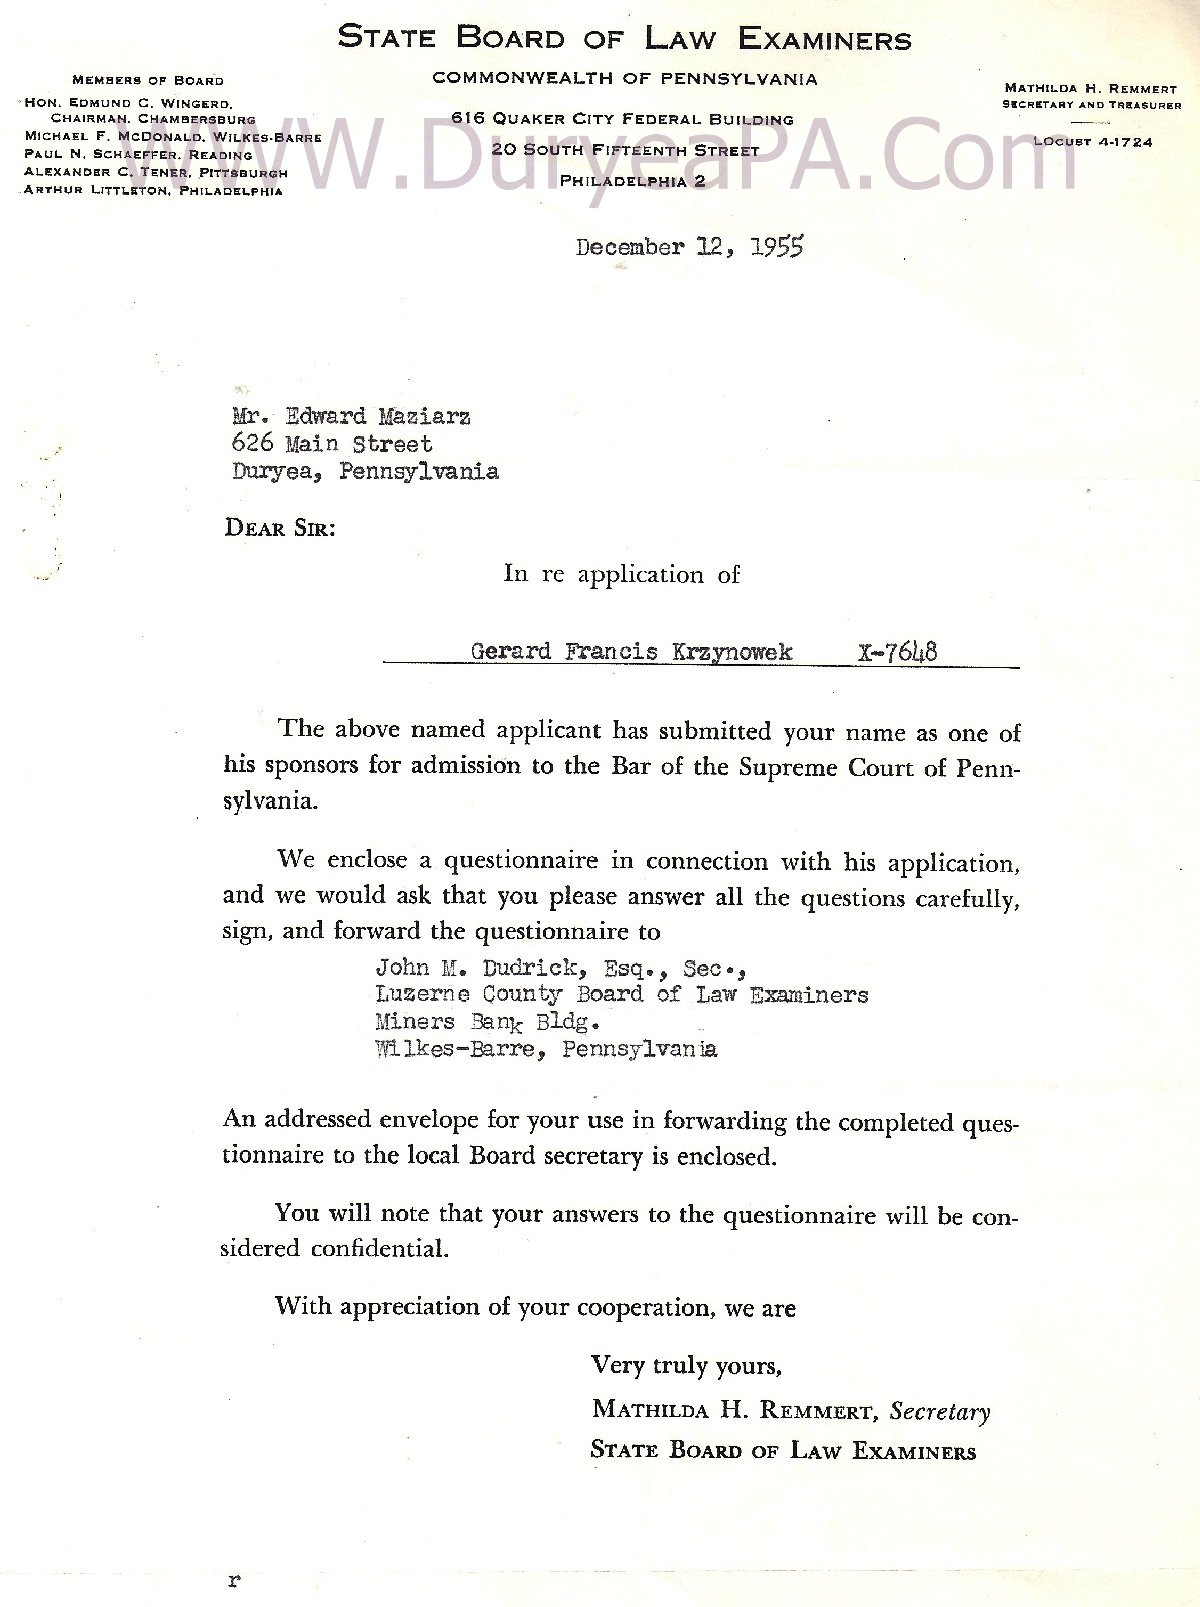 STATE BOARD OF LAW EXAMINERS
COMMONWEALTH OF PENNSYLVANIA
616 QUAKER CITY FEDERAL BUILDING
20 SOUTH FIFTEENTH STREET
PHILADELPHIA 2
MEMBERS OF BOARD
HON. EDMUND C. WINGERD,
CHAIRMAN, CHAMBERSBURG
MICHAEL F. MCDONALD, WILKES-BARRE
PAUL N. SCHAEFFER, READING
ALEXANDER C. TENER, PITTSBURGH
ARTHUR LITTLETON, PHILADELPHIA
MATHILDA H. REMMERT
SECRETARY AND TREASURER
LOCUST 4-1724
WWW.DuryeaPA.Com
December 12, 1955
Mr. Edward Maziarz
626 Main Street
Duryea, Pennsylvania
DEAR SIR:
In re application of
Gerard Francis Krzynowek X-7648
The above named applicant has submitted your name as one of
his sponsors for admission to the Bar of the Supreme Court of Penn-
sylvania.
We enclose a questionnaire in connection with his application,
and we would ask that you please answer all the questions carefully,
sign, and forward the questionnaire to
John M. Dudrick, Esq., Sec.,
Luzerne County Board of Law Examiners
Miners Bank Bldg.
Wilkes-Barre, Pennsylvania
An addressed envelope for your use in forwarding the completed ques-
tionnaire to the local Board secretary is enclosed.
You will note that your answers to the questionnaire will be con-
sidered confidential.
With appreciation of your cooperation, we are
Very truly yours,
MATHILDA H. REMMERT, Secretary
STATE BOARD OF LAW EXAMINERS
r